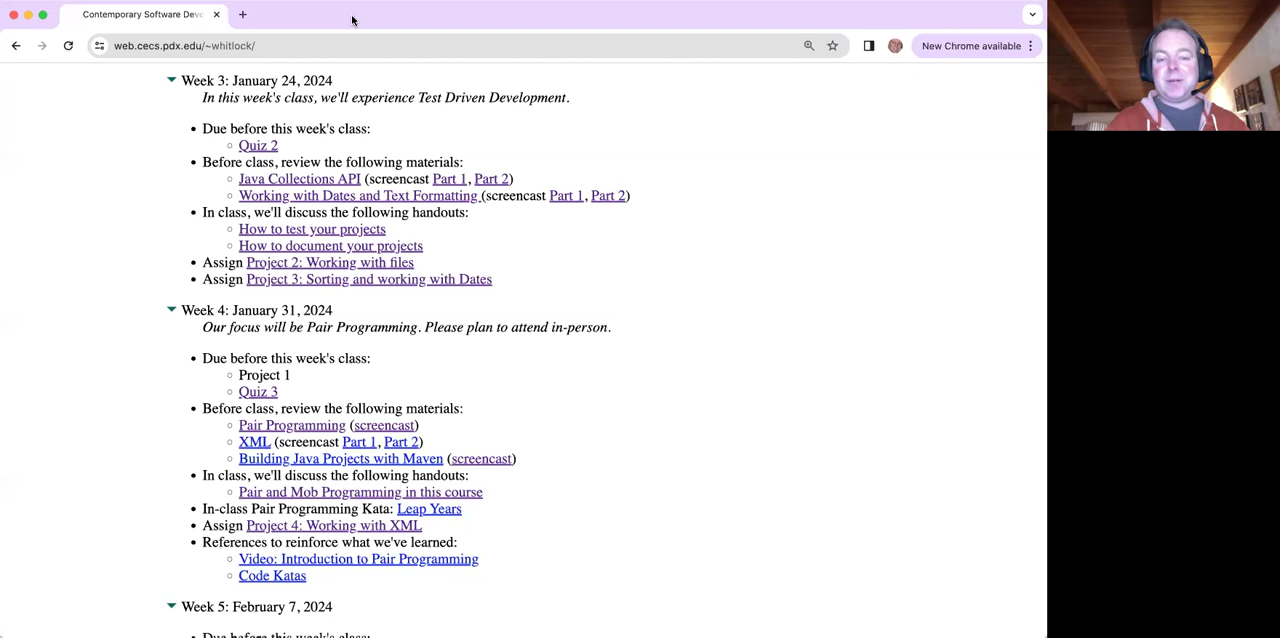 Contemporary Software Deve
web.cecs.pdx.edu/~whitlock/
New Chrome available
Week 3: January 24, 2024
In this week's class, we'll experience Test Driven Development.
Due before this week's class:
Quiz 2
Before class, review the following materials:
Java Collections API (screencast Part 1, Part 2)
Working with Dates and Text Formatting (screencast Part 1, Part 2)
In class, we'll discuss the following handouts:
How to test your projects
How to document your projects
Assign Project 2: Working with files
Assign Project 3: Sorting and working with Dates
Week 4: January 31, 2024
Our focus will be Pair Programming. Please plan to attend in-person.
Due before this week's class:
Project 1
Quiz 3
Before class, review the following materials:
Pair Programming (screencast)
XML (screencast Part 1, Part 2)
Building Java Projects with Maven (screencast)
In class, we'll discuss the following handouts:
Pair and Mob Programming in this course
In-class Pair Programming Kata: Leap Years
Assign Project 4: Working with XML
References to reinforce what we've learned:
Video: Introduction to Pair Programming
Code Katas
Week 5: February 7, 2024
Due before this week's class: